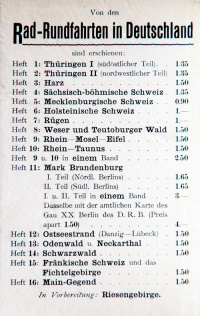 Von den
Rad-Rundfahrten in Deutschland
sind erschienen:
Heft 1: Thüringen I (südöstlicher Teil). 1.35
Heft 2: Thüringen II (nordwestlicher Teil) 1.35
Heft 3: Harz . . . . . . . . . 1.50
Heft 4: Sächsisch-böhmische Schweiz . 1.35
Heft 5: Mecklenburgische Schweiz . . 0.90
Heft 6: Holsteinische Schweiz . . . 1.—
Heft 7: Rügen . . . . . . . . 1.—
Heft 8: Weser und Teutoburger Wald 1.50
Heft 9: Rhein—Mosel—Eifel . . . . 1.50
Heft 10: Rhein—Taunus . . . . . 1.50
Heft 9 u. 10 in einem Band . . . . 2.50
Heft 11: Mark Brandenburg
I. Teil (Nördl. Berlins) . . . 1.65
II. Teil (Süd. Berlins) . . . 1.65
I. u. II. Teil in einem Band . 3.—
Dasselbe mit der amtlichen Karte des
Gau XX Berlin des D. R. B. (Preis
apart 1.50) . . . . . . . 4.—
Heft 12: Ostseestrand (Danzig—Lübeck) . 1.50
Heft 13: Odenwald u. Neckarthal . . 1.50
Heft 14: Schwarzwald . . . . . . 1.50
Heft 15: Fränkische Schweiz und das
Fichtelgebirge . . . . . . 1.50
Heft 16: Main-Gegend . . . . . . 1.50
In Vorbereitung: Riesengebirge.